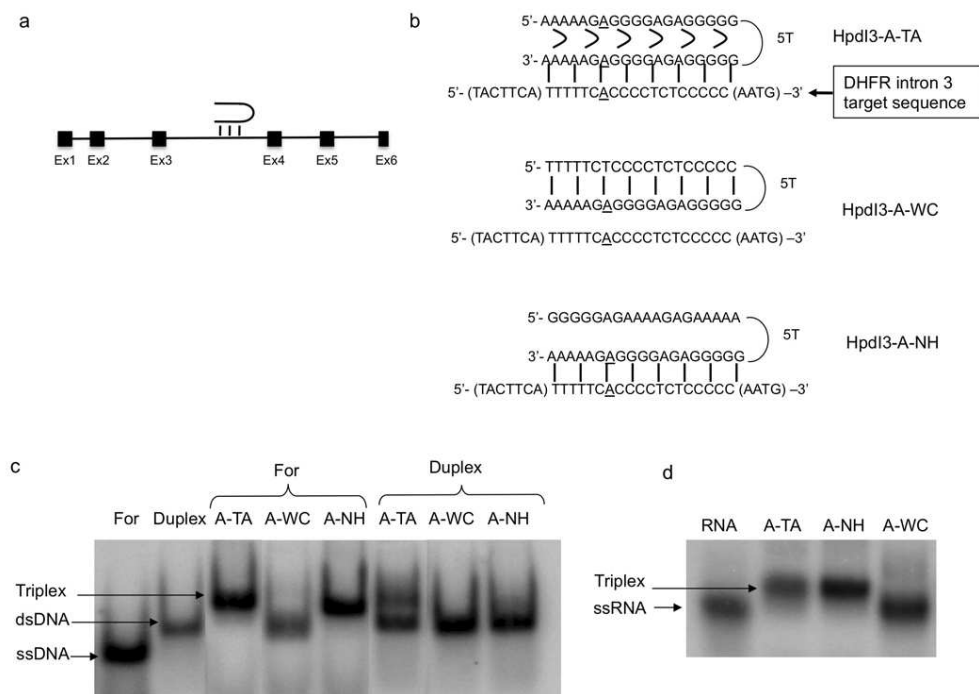 a
Ex1 Ex2 Ex3 Ex4 Ex5 Ex6
b
5'- AAAAAGAGGGGAGAGGGGG
5T
HpdI3-A-TA
3'- AAAAAGAGGGGAGAGGGGG
5'- (TACTTCA) TTTTTCACCCCTCTCCCCC (AATG) –3'
DHFR intron 3
target sequence
5'- TTTTTCTCCCCTCTCCCCC
5T
3'- AAAAAGAGGGGAGAGGGGG
HpdI3-A-WC
5'- (TACTTCA) TTTTTCACCCCTCTCCCCC (AATG) –3'
5'- GGGGGAGAAAAGAGAAAAA
5T
HpdI3-A-NH
3'- AAAAAGAGGGGAGAGGGGG
5'- (TACTTCA) TTTTTCACCCCTCTCCCCC (AATG) –3'
c
For Duplex
For Duplex A-TA A-WC A-NH A-TA A-WC A-NH
Triplex
dsDNA
ssDNA
d
RNA A-TA A-NH A-WC
Triplex
ssRNA